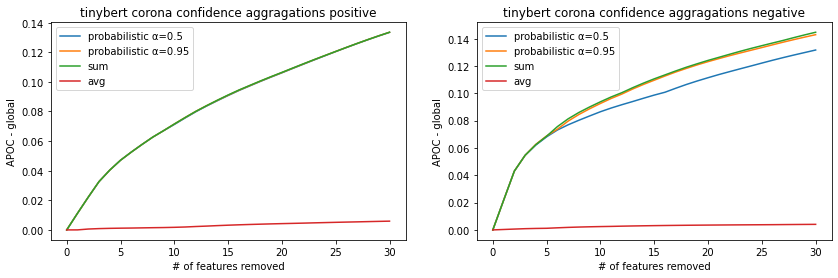 tinybert corona confidence aggragations positive
APOC - global
0.14
0.12
0.10
0.08
0.06
0.04
0.02
0.00
probabilistic α=0.5
probabilistic α=0.95
sum
avg
0 5 10 15 20 25 30
# of features removed
tinybert corona confidence aggragations negative
APOC - global
0.14
0.12
0.10
0.08
0.06
0.04
0.02
0.00
probabilistic α=0.5
probabilistic α=0.95
sum
avg
0 5 10 15 20 25 30
# of features removed